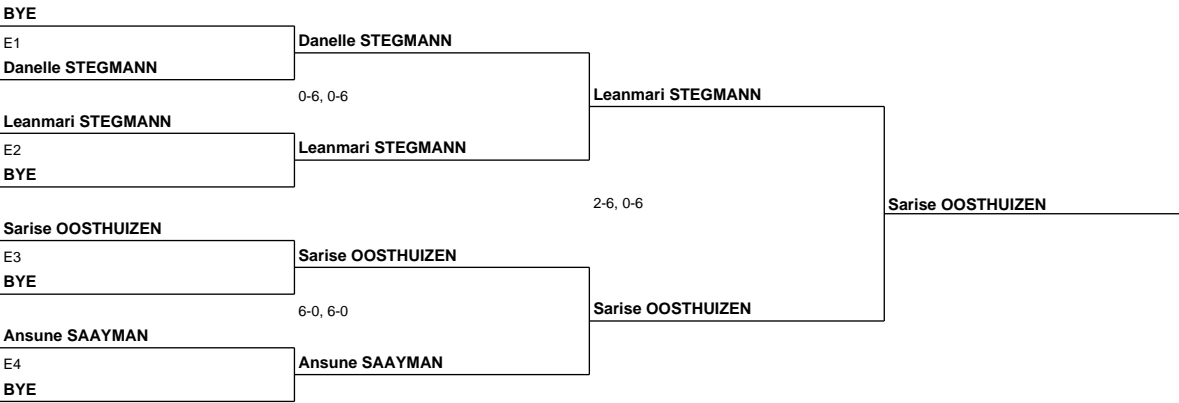 BYE
E1
Danelle STEGMANN
Danelle STEGMANN
0-6, 0-6
Leanmari STEGMANN
Leanmari STEGMANN
E2
Leanmari STEGMANN
BYE
2-6, 0-6
Sarise OOSTHUIZEN
Sarise OOSTHUIZEN
E3
Sarise OOSTHUIZEN
BYE
6-0, 6-0
Sarise OOSTHUIZEN
Ansune SAAYMAN
E4
Ansune SAAYMAN
BYE